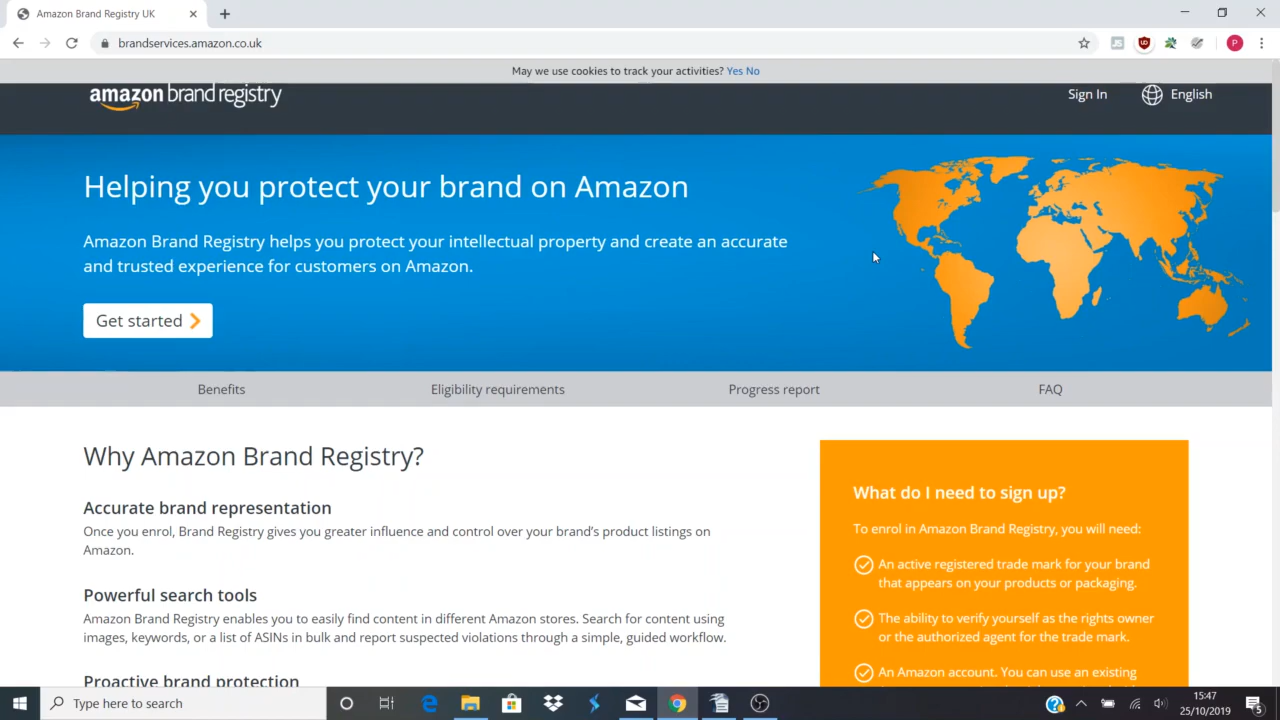 Amazon Brand Registry UK
brandservices.amazon.co.uk
JS
UO
P
May we use cookies to track your activities? Yes No
amazon brand registry
Sign In
English
Helping you protect your brand on Amazon
Amazon Brand Registry helps you protect your intellectual property and create an accurate
and trusted experience for customers on Amazon.
Get started
Benefits
Eligibility requirements
Progress report
FAQ
Why Amazon Brand Registry?
Accurate brand representation
Once you enrol, Brand Registry gives you greater influence and control over your brand’s product listings on
Amazon.
Powerful search tools
Amazon Brand Registry enables you to easily find content in different Amazon stores. Search for content using
images, keywords, or a list of ASINs in bulk and report suspected violations through a simple, guided workflow.
Proactive brand protection
What do I need to sign up?
To enrol in Amazon Brand Registry, you will need:
An active registered trade mark for your brand
that appears on your products or packaging.
The ability to verify yourself as the rights owner
or the authorized agent for the trade mark.
An Amazon account. You can use an existing
Type here to search
15:47
25/10/2019
5